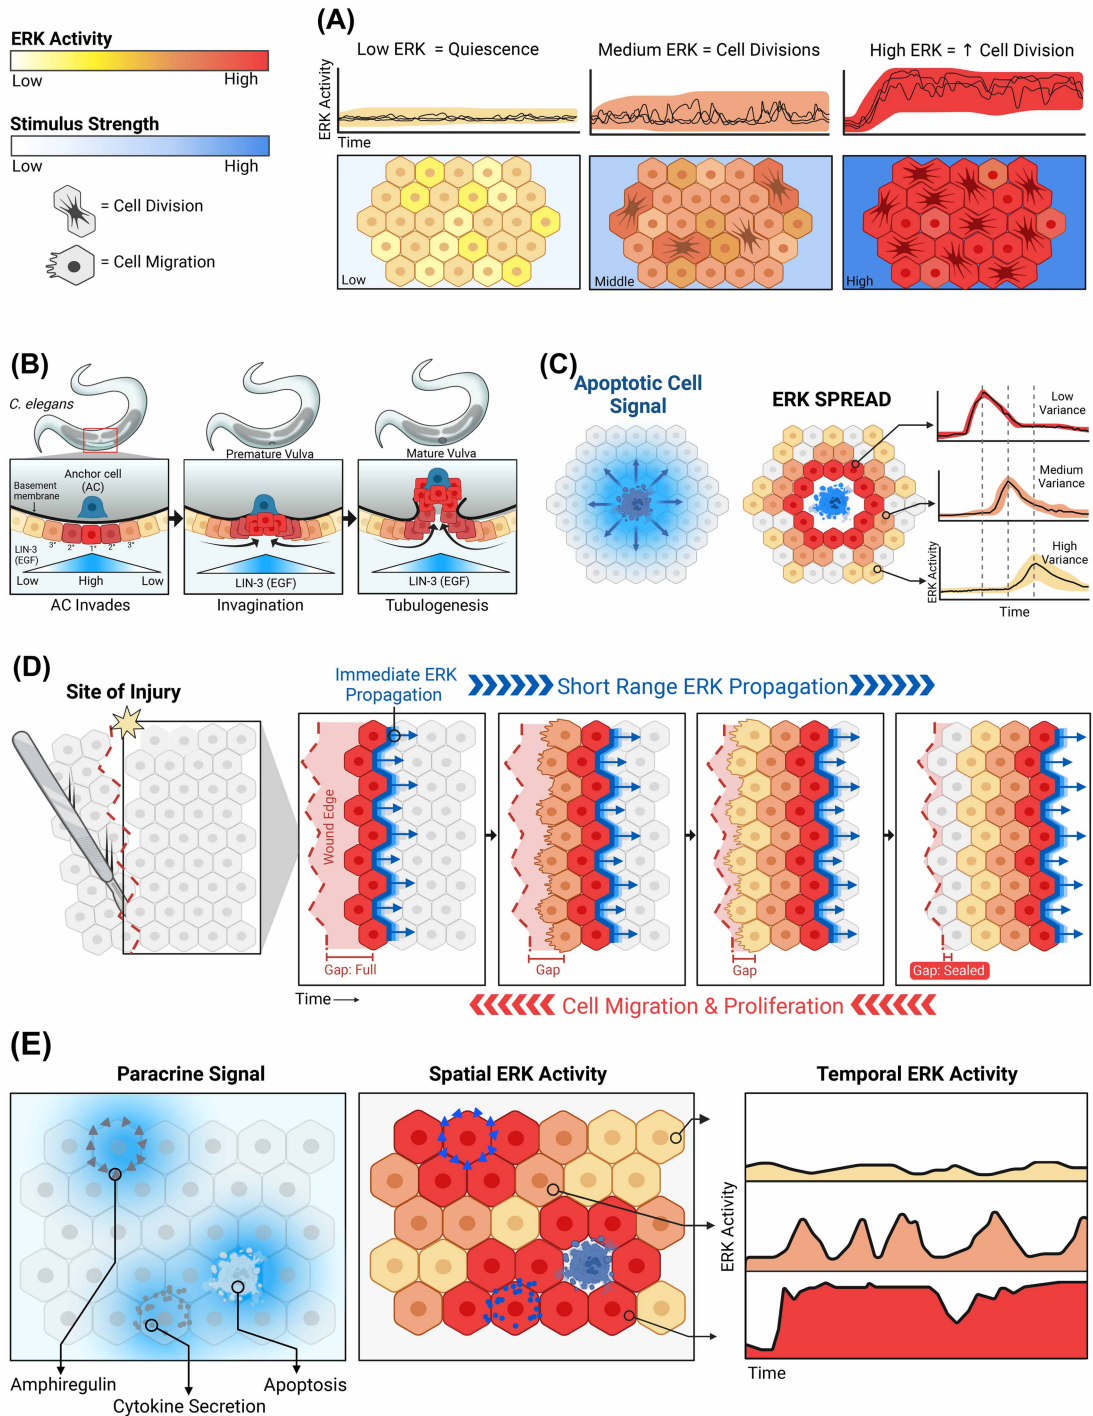 ERK Activity
Low High
Stimulus Strength
Low High
= Cell Division
= Cell Migration
(A)
Low ERK = Quiescence
Medium ERK = Cell Divisions
High ERK = ↑ Cell Division
ERK Activity
Time
Low
Middle
High
(B)
C. elegans
Premature Vulva
Mature Vulva
Anchor cell
(AC)
Basement
membrane
3° 2° 1° 2° 3°
LIN-3
(EGF)
Low High Low
LIN-3 (EGF)
LIN-3 (EGF)
AC Invades
Invagination
Tubulogenesis
(C)
Apoptotic Cell
Signal
ERK SPREAD
Low
Variance
Medium
Variance
High
Variance
ERK Activity
Time
(D)
Site of Injury
Immediate ERK
Propagation
Short Range ERK Propagation
Wound Edge
Gap: Full
Gap
Gap
Gap: Sealed
Time
Cell Migration & Proliferation
(E)
Paracrine Signal
Spatial ERK Activity
Temporal ERK Activity
ERK Activity
Time
Amphiregulin
Cytokine Secretion
Apoptosis